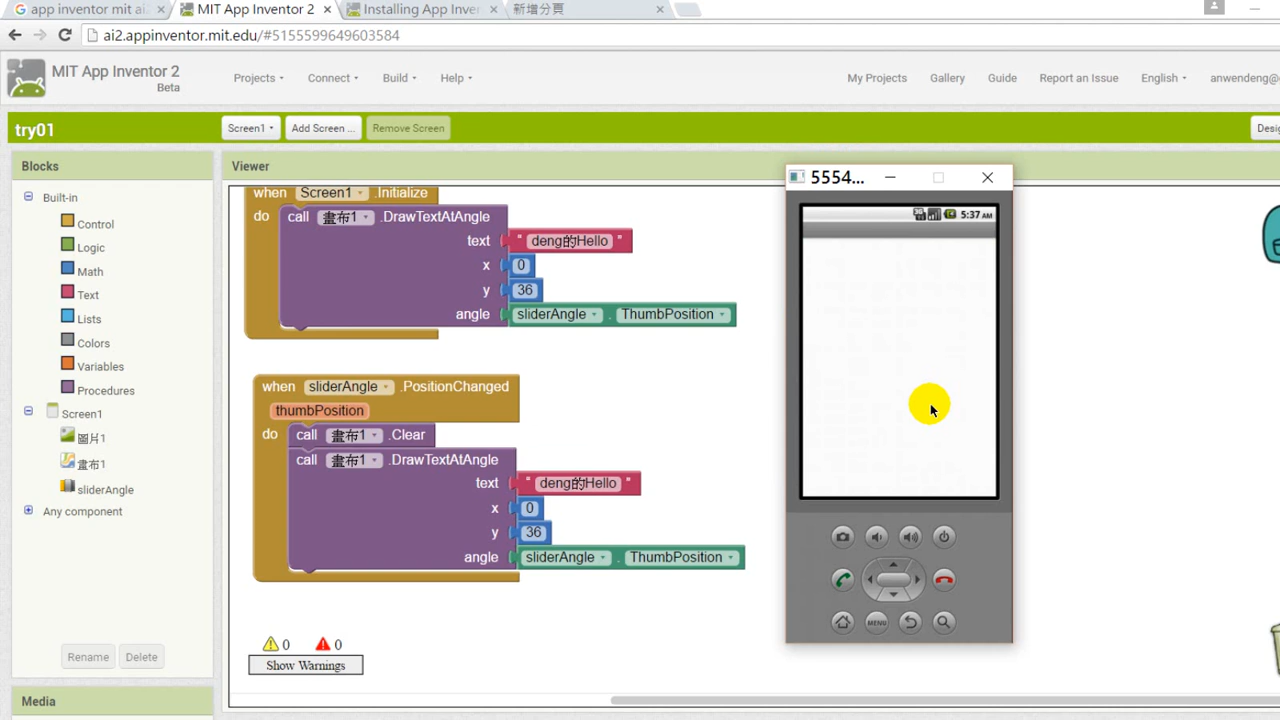 app inventor mit ai2
MIT App Inventor 2
Installing App Inver
新增分頁
ai2.appinventor.mit.edu/#5155599649603584
MIT App Inventor 2
Beta
Projects
Connect
Build
Help
My Projects
Gallery
Guide
Report an Issue
English
anwendeng@
try01
Screen1
Add Screen ...
Remove Screen
Desi
Blocks
Viewer
Built-in
Control
Logic
Math
Text
Lists
Colors
Variables
Procedures
Screen1
圖片1
畫布1
sliderAngle
Any component
Rename
Delete
Media
when Screen1 .Initialize
do call 畫布1 .DrawTextAtAngle
text " deng的Hello "
x 0
y 36
angle sliderAngle . ThumbPosition
when sliderAngle .PositionChanged
thumbPosition
do call 畫布1 .Clear
call 畫布1 .DrawTextAtAngle
text " deng的Hello "
x 0
y 36
angle sliderAngle . ThumbPosition
0 0
Show Warnings
5554...
3G 5:37 AM
MENU